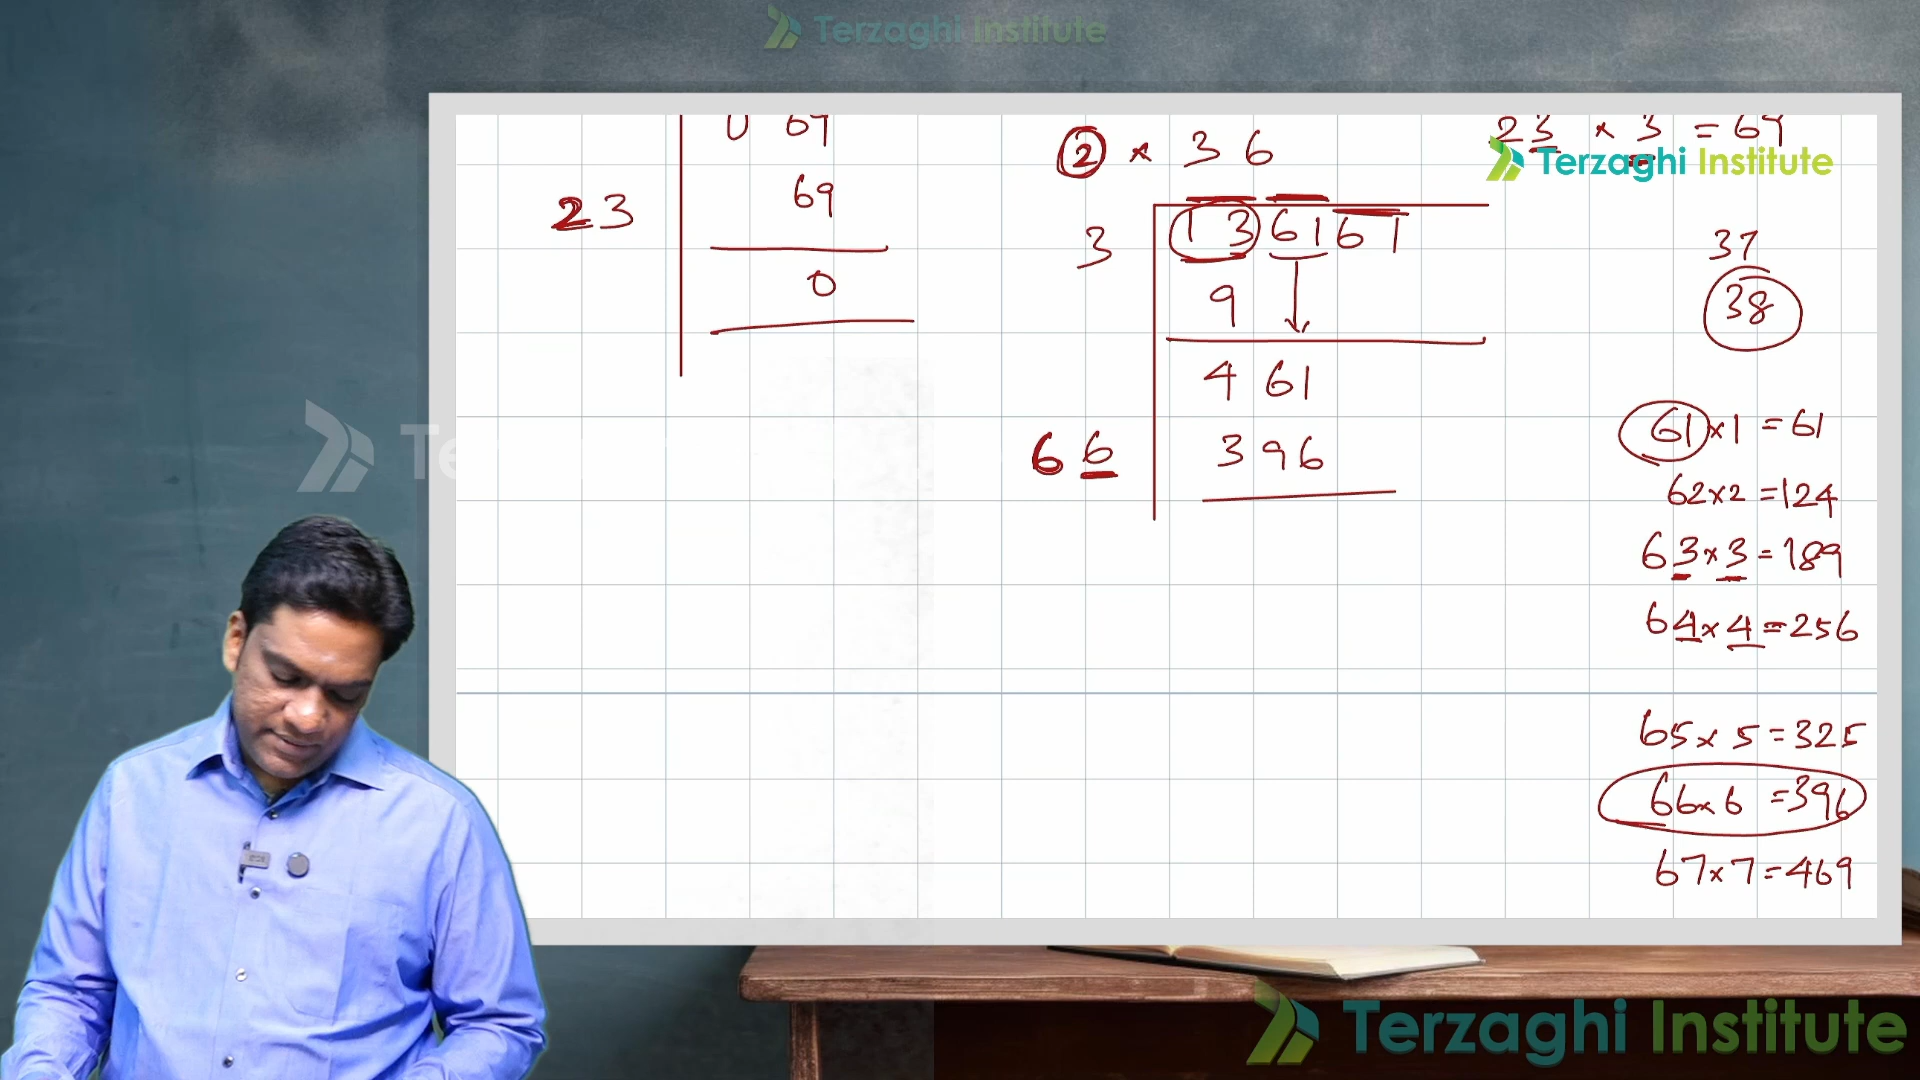 Terzaghi Institute
0 69
69
23
0
2 × 36
3
13 61 61
9
4 61
66
396
23 × 3 = 69
Terzaghi Institute
37
38
61×1 = 61
62×2 = 124
63×3 = 189
64×4 = 256
65×5 = 325
66×6 = 396
67×7 = 469
Terzaghi Institute